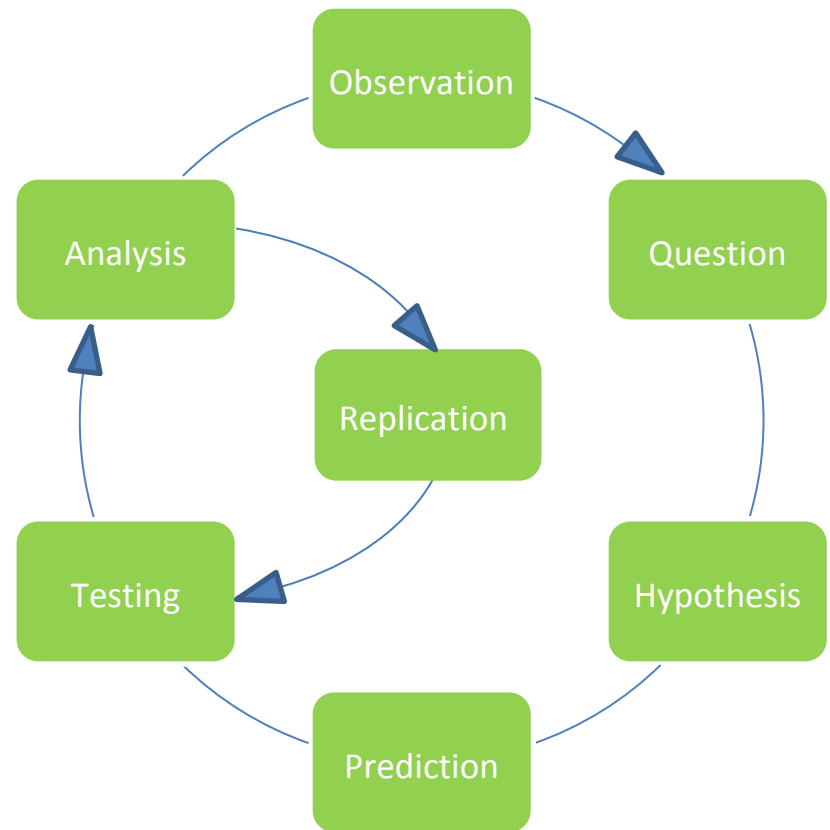 Observation
Question
Hypothesis
Prediction
Testing
Analysis
Replication